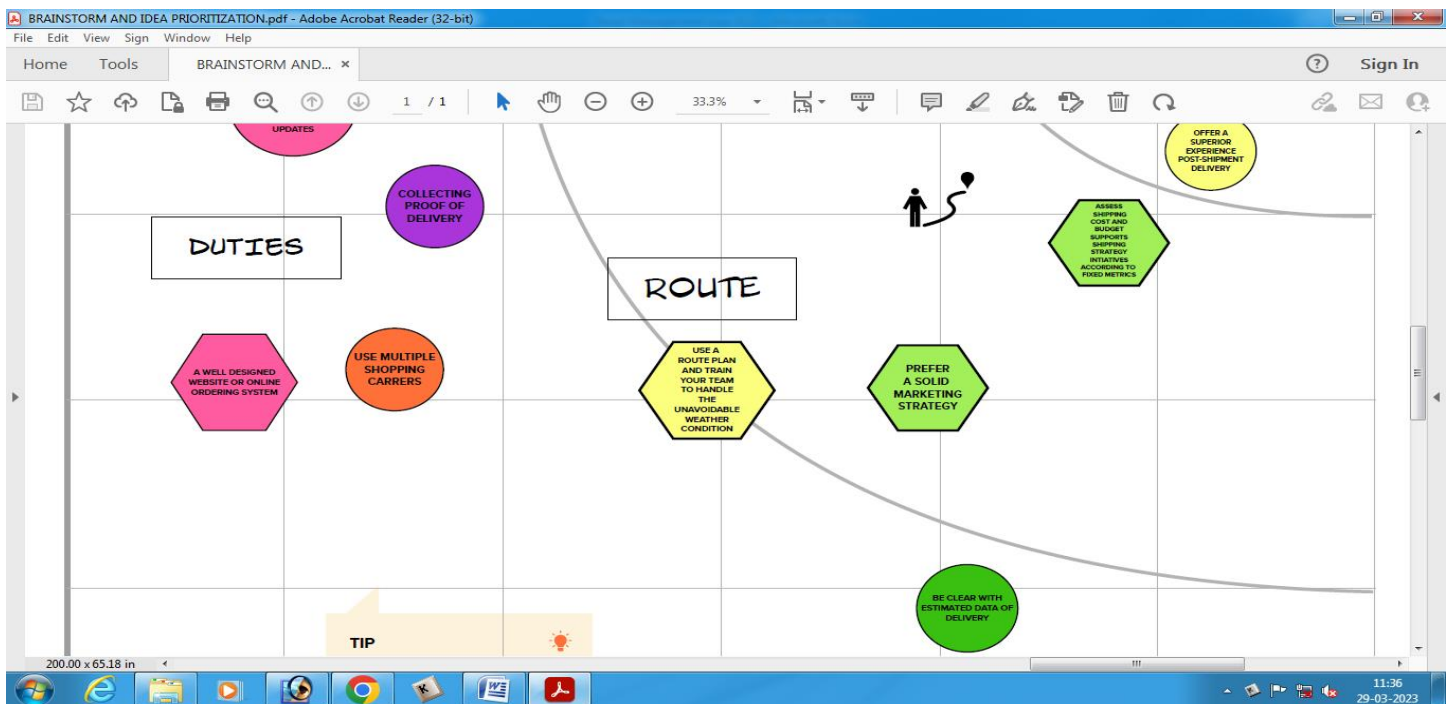 BRAINSTORM AND IDEA PRIORITIZATION.pdf - Adobe Acrobat Reader (32-bit)
File Edit View Sign Window Help
Home Tools BRAINSTORM AND... × ? Sign In
1 / 1 33.3%
UPDATES
OFFER A
SUPERIOR
EXPERIENCE
POST-SHIPMENT
DELIVERY
COLLECTING
PROOF OF
DELIVERY
ASSESS
SHIPPING
COST AND
BUDGET
SUPPORTS
SHIPPING
STRATEGY
INTIATIVES
ACCORDING TO
FIXED METRICS
DUTIES
ROUTE
A WELL DESIGNED
WEBSITE OR ONLINE
ORDERING SYSTEM
USE MULTIPLE
SHOPPING
CARRERS
USE A
ROUTE PLAN
AND TRAIN
YOUR TEAM
TO HANDLE
THE
UNAVOIDABLE
WEATHER
CONDITION
PREFER
A SOLID
MARKETING
STRATEGY
BE CLEAR WITH
ESTIMATED DATA OF
DELIVERY
TIP
200.00 x 65.18 in
11:36
29-03-2023